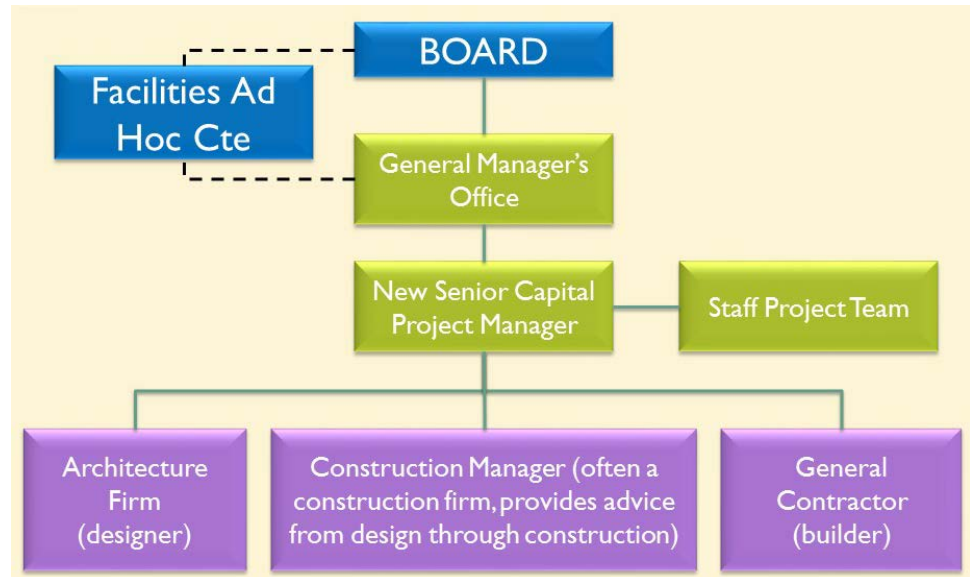 BOARD
Facilities Ad
Hoc Cte
General Manager's
Office
New Senior Capital
Project Manager
Staff Project Team
Architecture
Firm
(designer)
Construction Manager (often a
construction firm, provides advice
from design through construction)
General
Contractor
(builder)